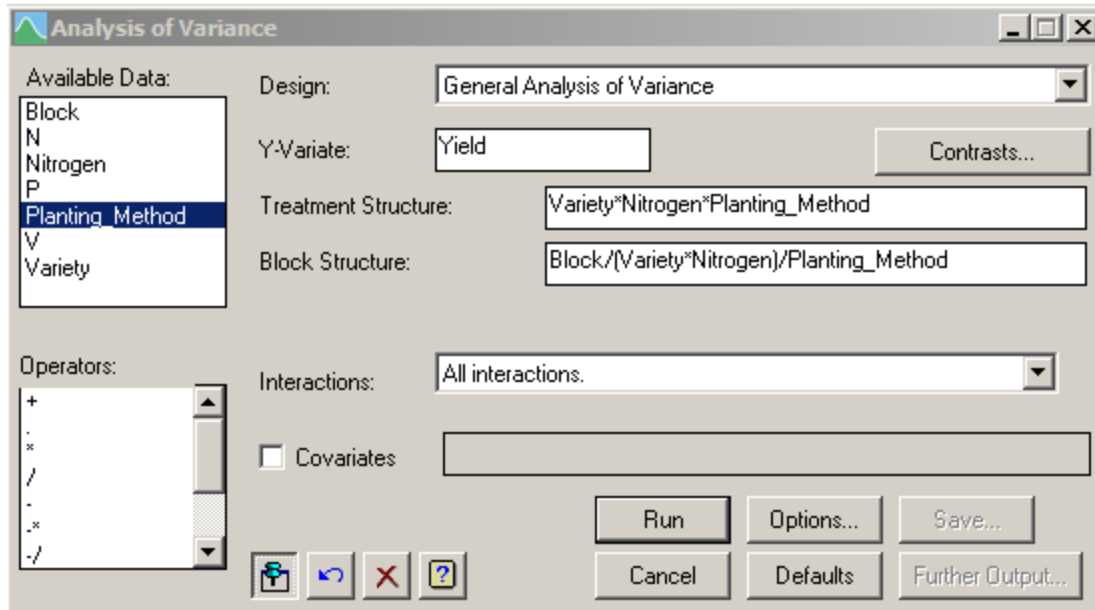 Analysis of Variance
Available Data:
Block
N
Nitrogen
P
Planting_Method
V
Variety
Design:
General Analysis of Variance
Y-Variate:
Yield
Contrasts...
Treatment Structure:
Variety*Nitrogen*Planting_Method
Block Structure:
Block/(Variety*Nitrogen)/Planting_Method
Operators:
+
.
*
/
-
-*
-/
Interactions:
All interactions.
Covariates
Run
Options...
Save...
Cancel
Defaults
Further Output...